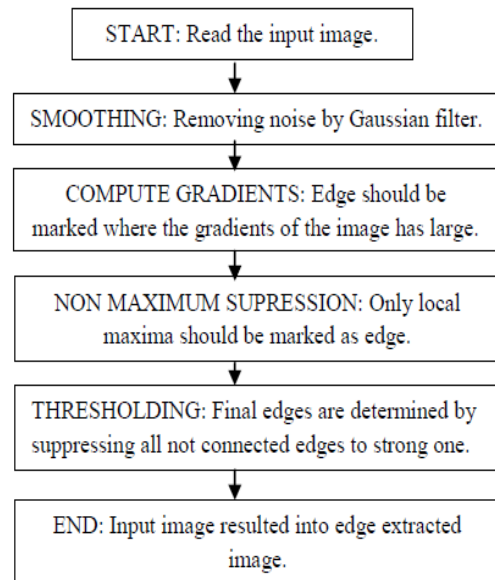 START: Read the input image.
SMOOTHING: Removing noise by Gaussian filter.
COMPUTE GRADIENTS: Edge should be
marked where the gradients of the image has large.
NON MAXIMUM SUPRESSION: Only local
maxima should be marked as edge.
THRESHOLDING: Final edges are determined by
suppressing all not connected edges to strong one.
END: Input image resulted into edge extracted
image.